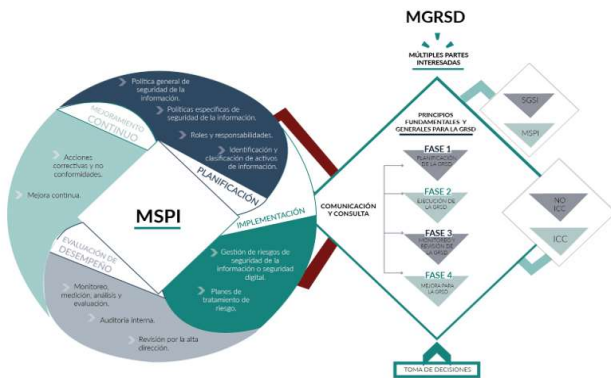 MGRSD
MÚLTIPLES PARTES
INTERESADAS
Política general de
seguridad de la
información.
Políticas específicas de
seguridad de la información.
Roles y responsabilidades.
Identificación y
clasificación de activos
de información.
PLANIFICACIÓN
MEJORAMIENTO
CONTINUO
Acciones
correctivas y no
conformidades.
Mejora continua.
MSPI
IMPLEMENTACIÓN
Gestión de riesgos de
seguridad de la
información o seguridad
digital.
Planes de
tratamiento de
riesgo.
EVALUACIÓN DE
DESEMPEÑO
Monitoreo,
medición, análisis y
evaluación.
Auditoría interna.
Revisión por la alta
dirección.
COMUNICACIÓN
Y CONSULTA
PRINCIPIOS
FUNDAMENTALES Y
GENERALES PARA LA GRSD
FASE 1
PLANIFICACIÓN
DE LA GRSD
FASE 2
EJECUCIÓN DE
LA GRSD
FASE 3
MONITOREO Y
REVISIÓN DE
LA GRSD
FASE 4
MEJORA PARA
LA GRSD
SGSI
MSPI
NO
ICC
ICC
TOMA DE DECISIONES